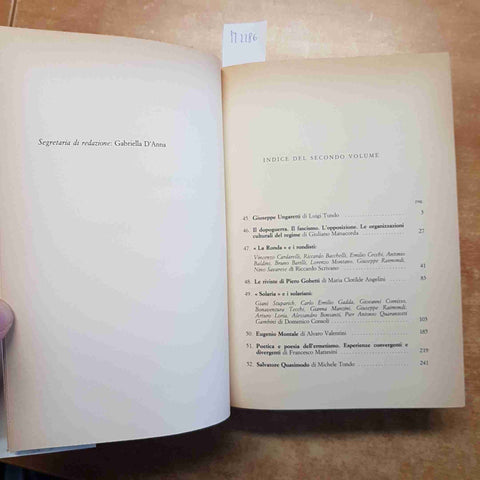 M2286
Segretaria di redazione: Gabriella D'Anna
INDICE DEL SECONDO VOLUME
pag.
45. Giuseppe Ungaretti di Luigi Tundo 3
46. Il dopoguerra. Il fascismo. L'opposizione. Le organizzazioni
culturali del regime di Giuliano Manacorda 27
47. « La Ronda » e i rondisti:
Vincenzo Cardarelli, Riccardo Bacchelli, Emilio Cecchi, Antonio
Baldini, Bruno Barilli, Lorenzo Montano, Giuseppe Raimondi,
Nino Savarese di Riccardo Scrivano 41
48. Le riviste di Piero Gobetti di Maria Clotilde Angelini 85
49. « Solaria » e i solariani:
Giani Stuparich, Carlo Emilio Gadda, Giovanni Comisso,
Bonaventura Tecchi, Gianna Manzini, Giuseppe Raimondi,
Arturo Loria, Alessandro Bonsanti, Pier Antonio Quarantotti
Gambini di Domenico Consoli 103
50. Eugenio Montale di Alvaro Valentini 185
51. Poetica e poesia dell'ermetismo. Esperienze convergenti e
divergenti di Francesco Mattesini 219
52. Salvatore Quasimodo di Michele Tondo 241